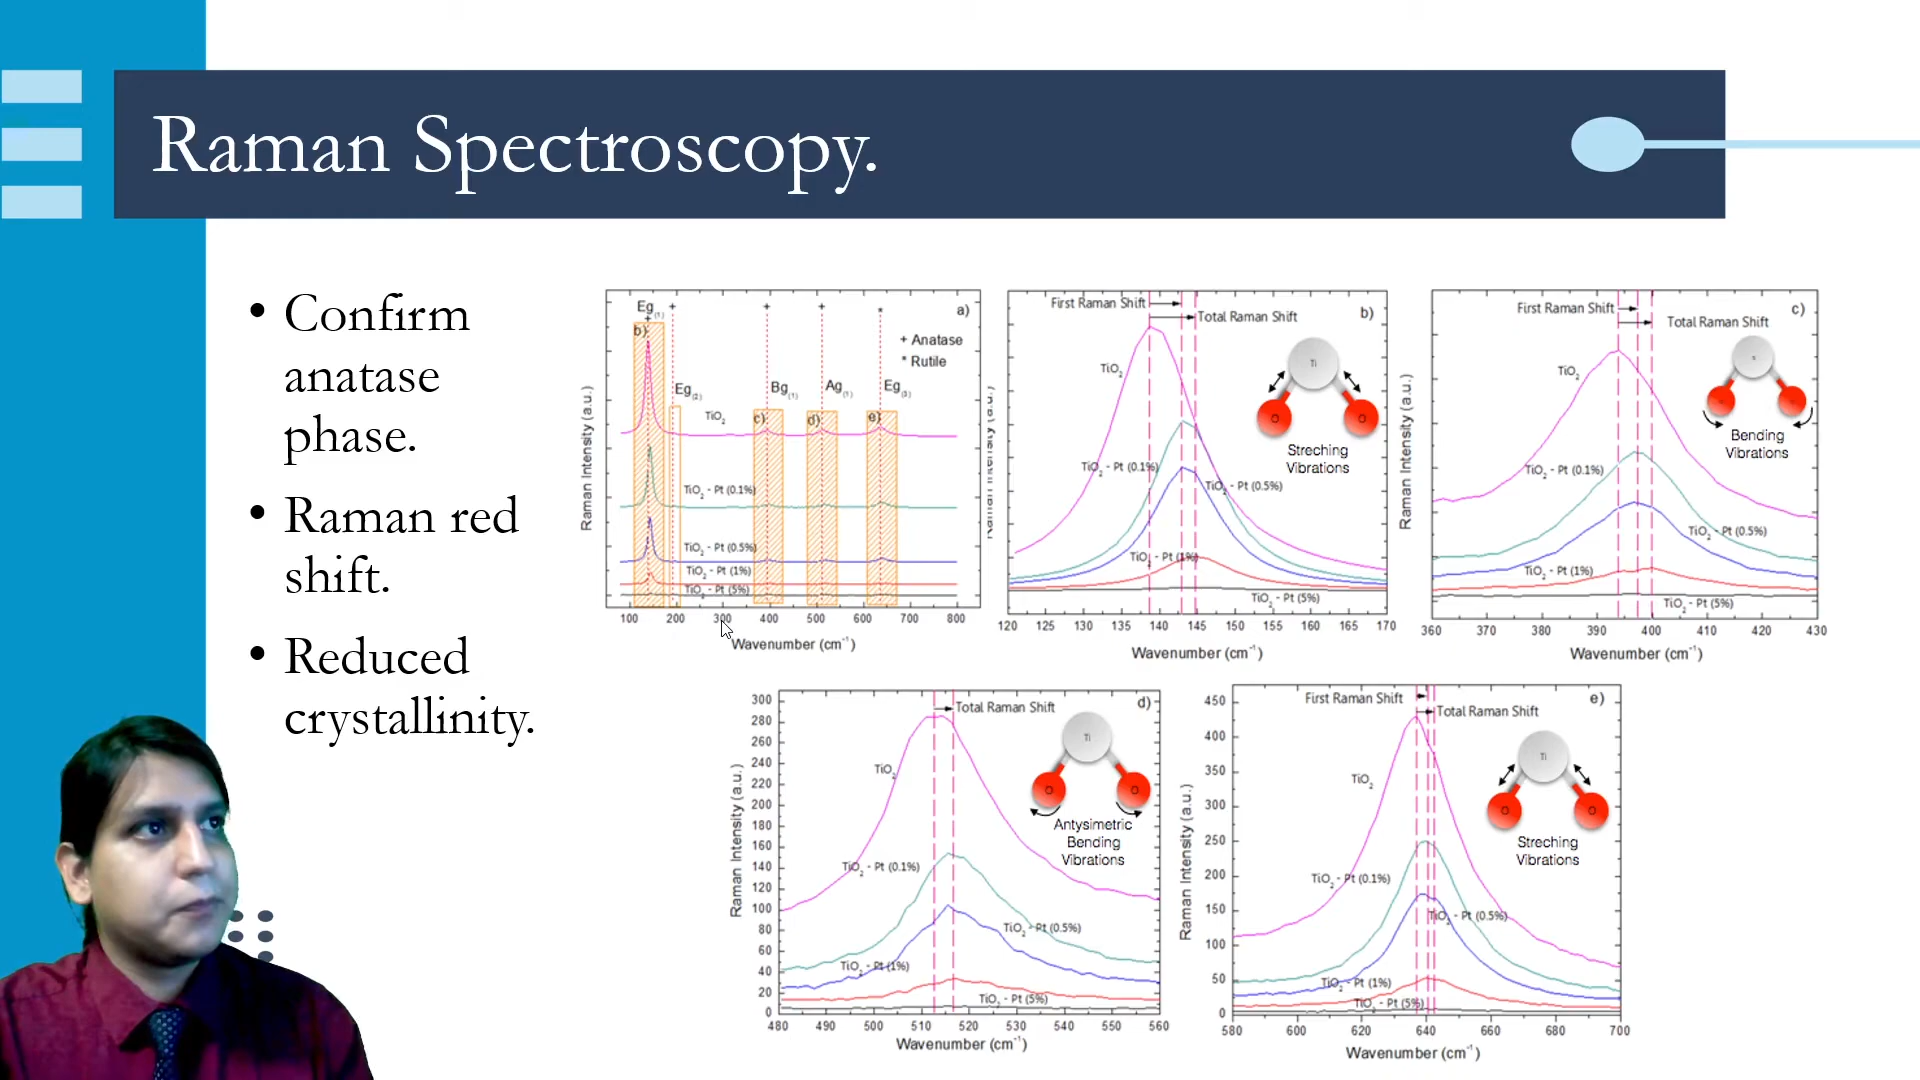 Raman Spectroscopy.
• Confirm
anatase
phase.
• Raman red
shift.
• Reduced
crystallinity.
Eg(1)
+
+
+
+
*
a)
b)
+ Anatase
* Rutile
Eg(2)
Bg(1)
Ag(1)
Eg(3)
TiO2
c)
d)
e)
TiO2 - Pt (0.1%)
TiO2 - Pt (0.5%)
TiO2 - Pt (1%)
TiO2 - Pt (5%)
Raman Intensity (a.u.)
100 200 300 400 500 600 700 800
Wavenumber (cm-1)
First Raman Shift
Total Raman Shift
b)
TiO2
Ti
O O
Streching
Vibrations
TiO2 - Pt (0.1%)
TiO2 - Pt (0.5%)
TiO2 - Pt (1%)
TiO2 - Pt (5%)
120 125 130 135 140 145 150 155 160 165 170
Wavenumber (cm-1)
First Raman Shift
c)
Total Raman Shift
TiO2
Bending
Vibrations
TiO2 - Pt (0.1%)
TiO2 - Pt (0.5%)
TiO2 - Pt (1%)
TiO2 - Pt (5%)
Raman Intensity (a.u.)
360 370 380 390 400 410 420 430
Wavenumber (cm-1)
d)
Total Raman Shift
Ti
O O
TiO2
Antysimetric
Bending
Vibrations
TiO2 - Pt (0.1%)
TiO2 - Pt (0.5%)
TiO2 - Pt (1%)
TiO2 - Pt (5%)
Raman Intensity (a.u.)
300
280
260
240
220
200
180
160
140
120
100
80
60
40
20
0
480 490 500 510 520 530 540 550 560
Wavenumber (cm-1)
First Raman Shift
e)
Total Raman Shift
Ti
O O
TiO2
Streching
Vibrations
TiO2 - Pt (0.1%)
TiO2 - Pt (0.5%)
TiO2 - Pt (1%)
TiO2 - Pt (5%)
Raman Intensity (a.u.)
450
400
350
300
250
200
150
100
50
0
580 600 620 640 660 680 700
Wavenumber (cm-1)